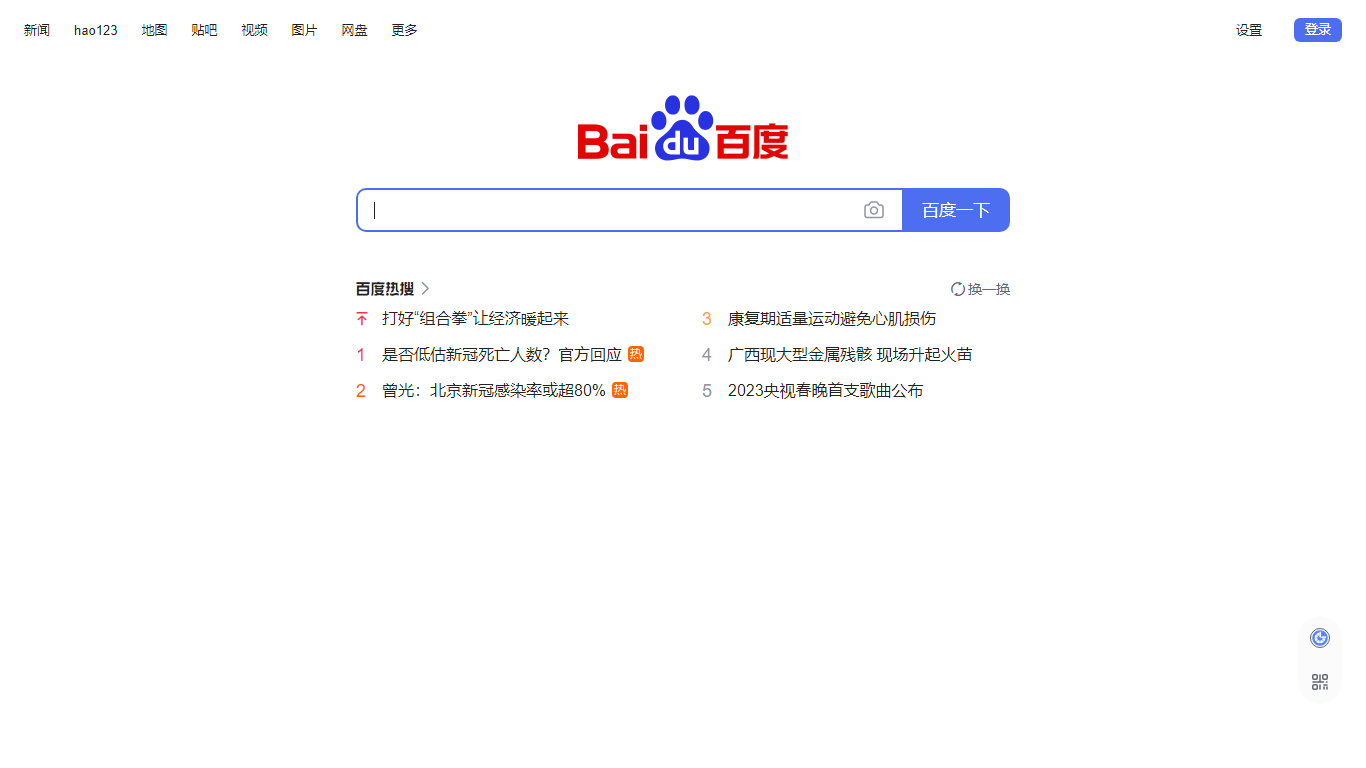 新闻 hao123 地图 贴吧 视频 图片 网盘 更多 设置 登录
Bai du 百度
百度一下
百度热搜 换一换
打好“组合拳”让经济暖起来
1 是否低估新冠死亡人数？官方回应 热
2 曾光：北京新冠感染率或超80% 热
3 康复期适量运动避免心肌损伤
4 广西现大型金属残骸 现场升起火苗
5 2023央视春晚首支歌曲公布